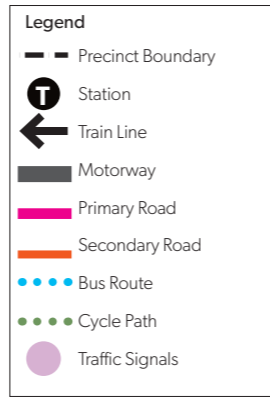 Legend
Precinct Boundary
T Station
Train Line
Motorway
Primary Road
Secondary Road
Bus Route
Cycle Path
Traffic Signals